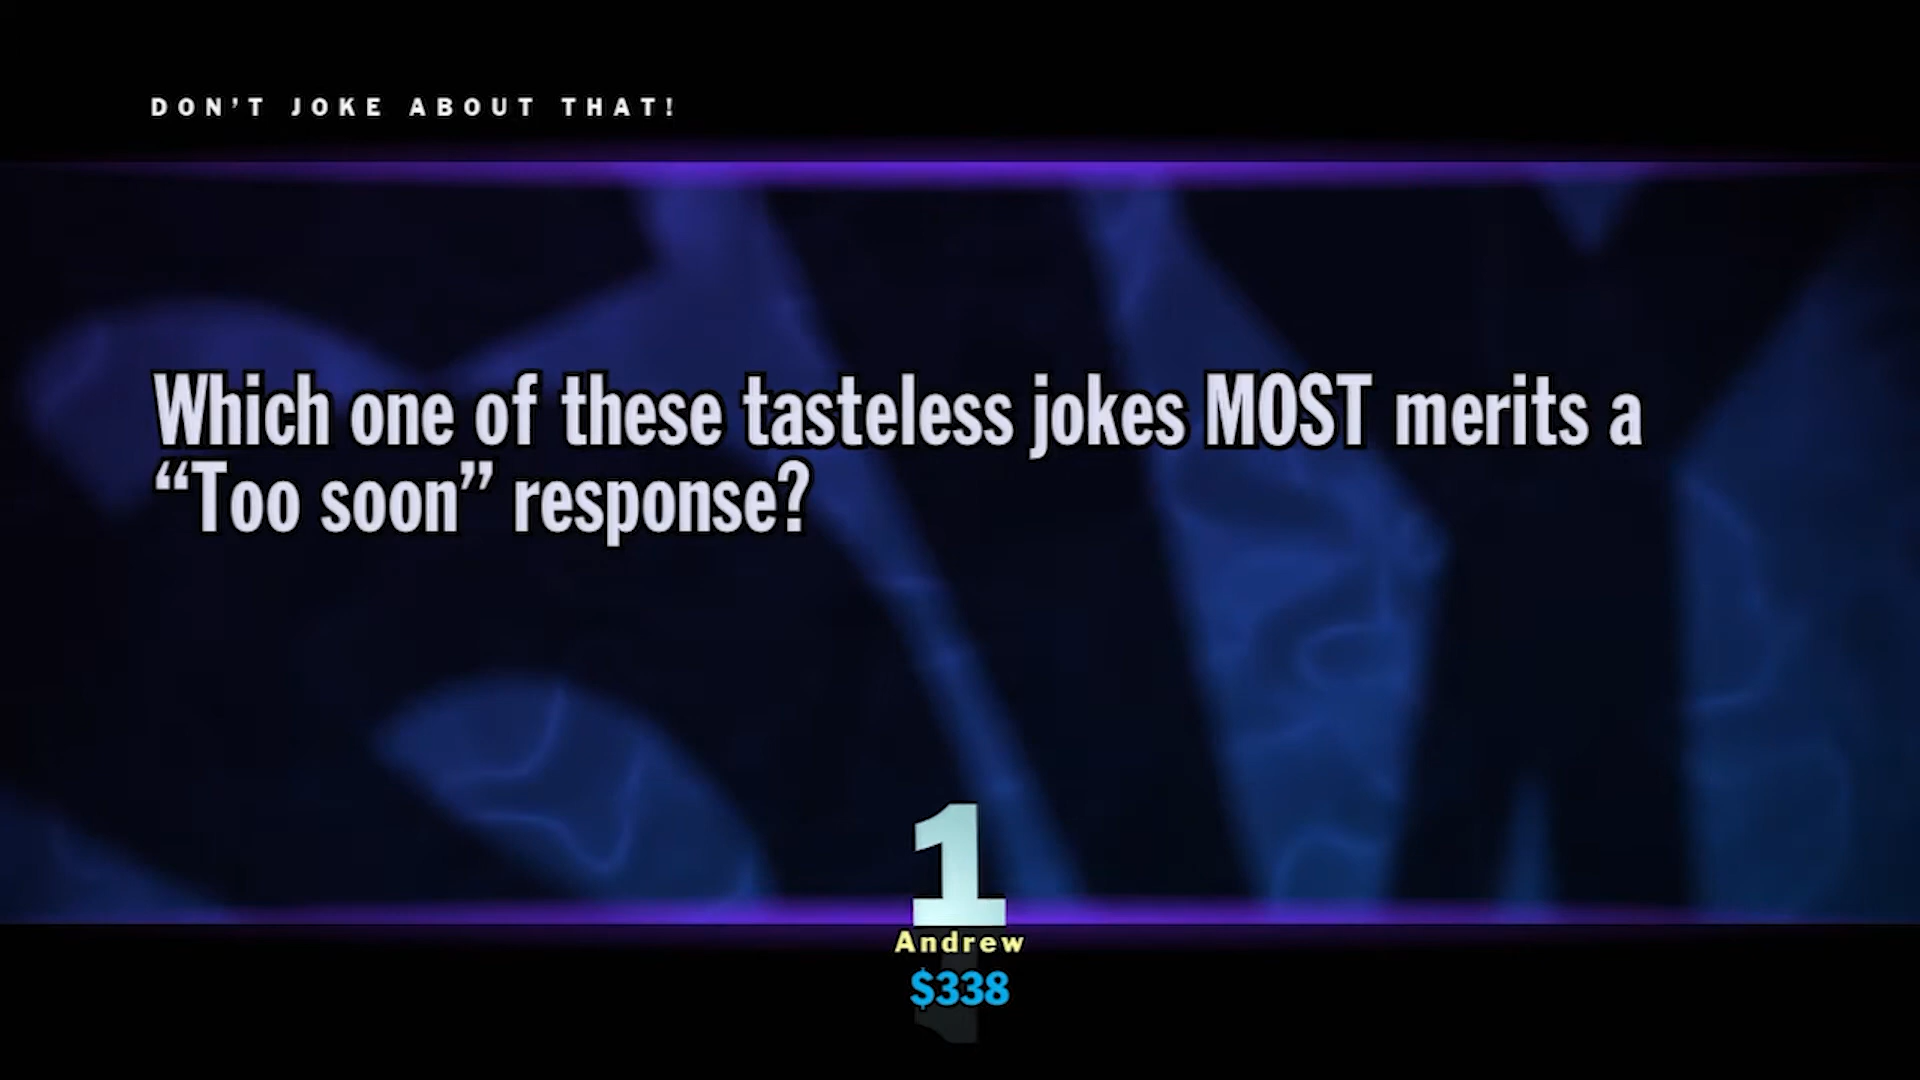 DON'T JOKE ABOUT THAT!
Which one of these tasteless jokes MOST merits a
“Too soon” response?
1
Andrew
$338